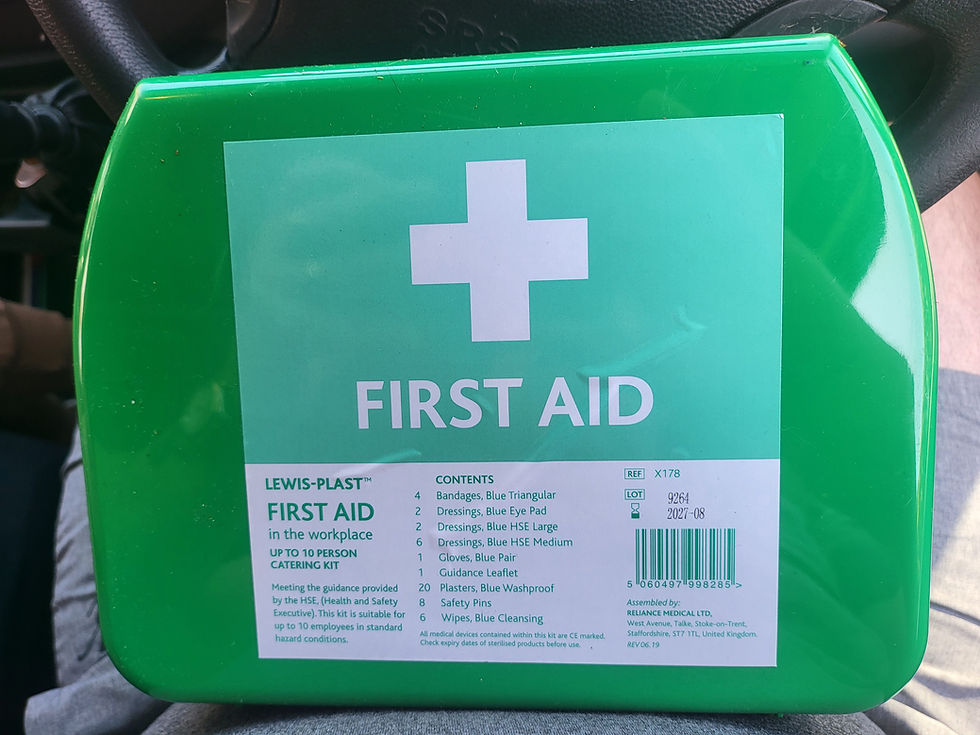 SRS
FIRST AID
LEWIS-PLAST™
FIRST AID
in the workplace
UP TO 10 PERSON
CATERING KIT
Meeting the guidance provided
by the HSE, (Health and Safety
Executive). This kit is suitable for
up to 10 employees in standard
hazard conditions.
CONTENTS
4 Bandages, Blue Triangular
2 Dressings, Blue Eye Pad
2 Dressings, Blue HSE Large
6 Dressings, Blue HSE Medium
1 Gloves, Blue Pair
1 Guidance Leaflet
20 Plasters, Blue Washproof
8 Safety Pins
6 Wipes, Blue Cleansing
All medical devices contained within this kit are CE marked.
Check expiry dates of sterilised products before use.
REF X178
LOT 9264
2027-08
5 060497 998285 >
Assembled by:
RELIANCE MEDICAL LTD,
West Avenue, Talke, Stoke-on-Trent,
Staffordshire, ST7 1TL, United Kingdom.
REV 06.19